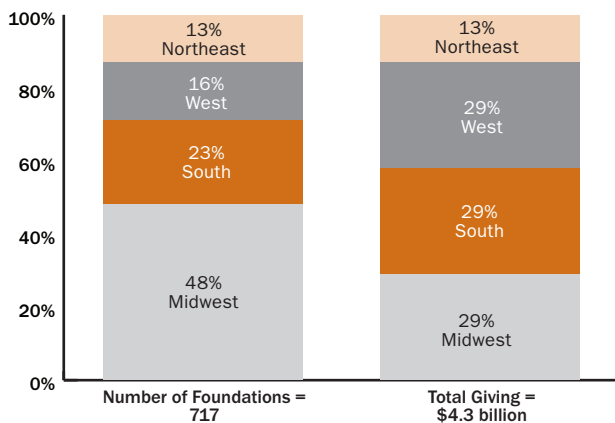 100%
80%
60%
40%
20%
0%
13%
Northeast
16%
West
23%
South
48%
Midwest
13%
Northeast
29%
West
29%
South
29%
Midwest
Number of Foundations =
717
Total Giving =
$4.3 billion